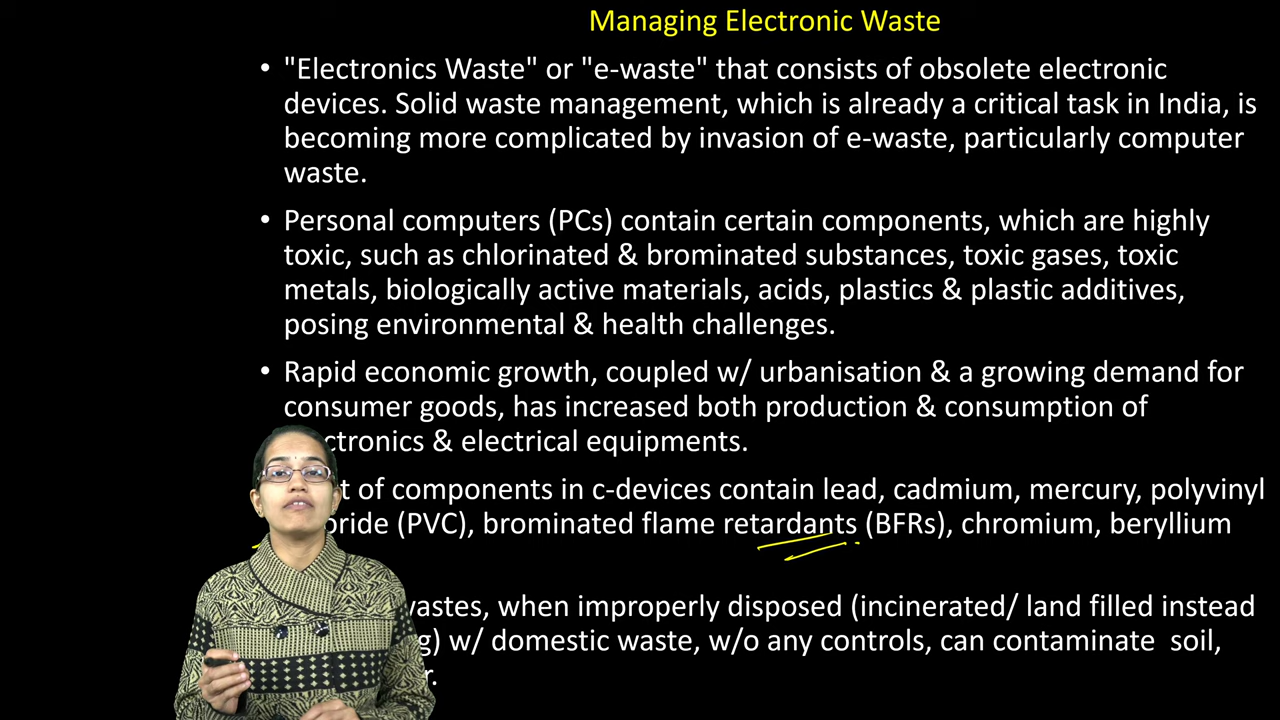 Managing Electronic Waste
• "Electronics Waste" or "e-waste" that consists of obsolete electronic
devices. Solid waste management, which is already a critical task in India, is
becoming more complicated by invasion of e-waste, particularly computer
waste.
• Personal computers (PCs) contain certain components, which are highly
toxic, such as chlorinated & brominated substances, toxic gases, toxic
metals, biologically active materials, acids, plastics & plastic additives,
posing environmental & health challenges.
• Rapid economic growth, coupled w/ urbanisation & a growing demand for
consumer goods, has increased both production & consumption of
ctronics & electrical equipments.
t of components in c-devices contain lead, cadmium, mercury, polyvinyl
oride (PVC), brominated flame retardants (BFRs), chromium, beryllium
wastes, when improperly disposed (incinerated/ land filled instead
g) w/ domestic waste, w/o any controls, can contaminate soil,
r.